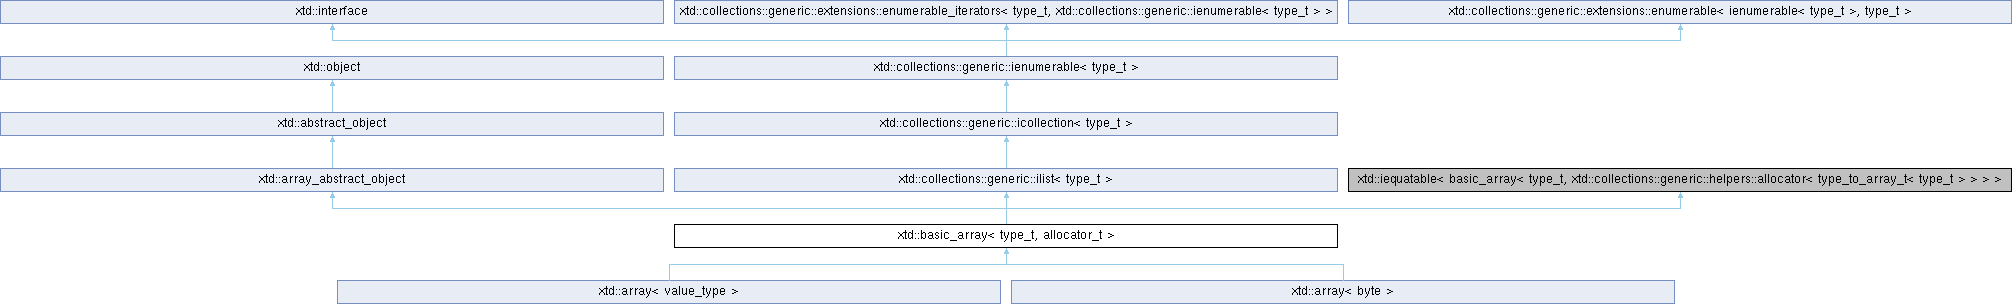 xtd::interface
xtd::collections::generic::extensions::enumerable_iterators< type_t, xtd::collections::generic::ienumerable< type_t > >
xtd::collections::generic::extensions::enumerable< ienumerable< type_t >, type_t >
xtd::object
xtd::collections::generic::ienumerable< type_t >
xtd::abstract_object
xtd::collections::generic::icollection< type_t >
xtd::array_abstract_object
xtd::collections::generic::ilist< type_t >
xtd::iequatable< basic_array< type_t, xtd::collections::generic::helpers::allocator< type_to_array_t< type_t > > > >
xtd::basic_array< type_t, allocator_t >
xtd::array< value_type >
xtd::array< byte >